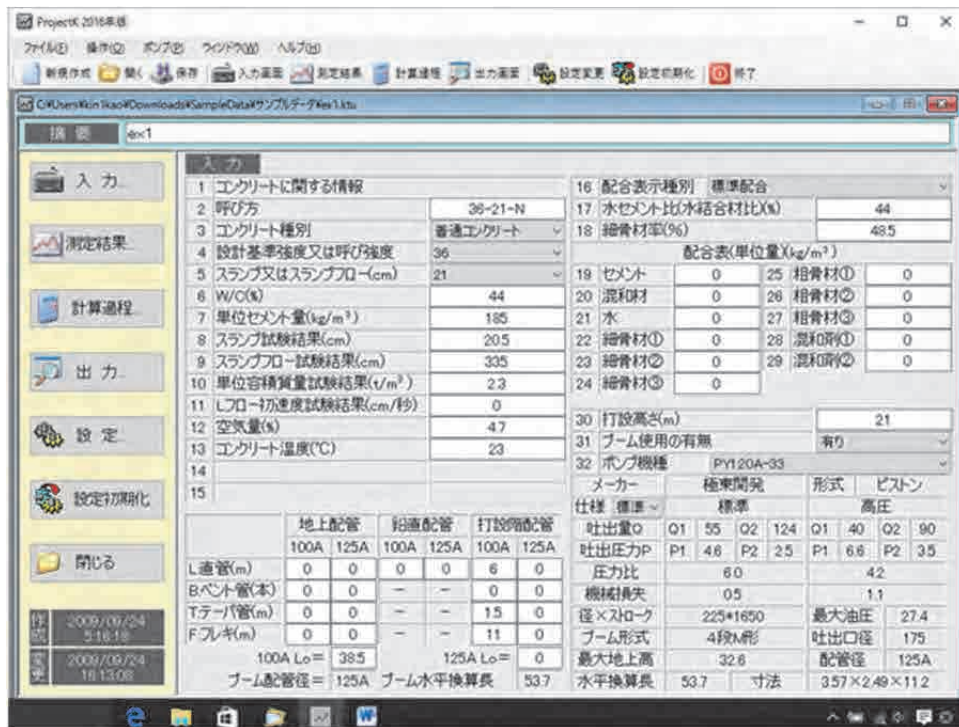 ProjectK 2016年版
ファイル(F) 操作(O) ポンプ(P) ウィンドウ(W) ヘルプ(H)
新規作成 開く 保存 入力画面 測定結果 計算過程 出力画面 設定変更 設定初期化 終了
C:¥Users¥kin ikao¥Downloads¥SampleData¥サンプルデータ¥ex1.ktu
摘要 ex1
入力
測定結果
計算過程
出力
設定
設定初期化
閉じる
作成 2009/09/24 5:16:18
変更 2009/09/24 16:13:08
入力
1 コンクリートに関する情報
2 呼び方 36-21-N
3 コンクリート種別 普通コンクリート
4 設計基準強度又は呼び強度 36
5 スランプ又はスランプフロー(cm) 21
6 W/C(%) 44
7 単位セメント量(kg/m³) 185
8 スランプ試験結果(cm) 20.5
9 スランプフロー試験結果(cm) 33.5
10 単位容積質量試験結果(t/m³) 2.3
11 Lフロー初速度試験結果(cm/秒) 0
12 空気量(%) 4.7
13 コンクリート温度(℃) 23
14
15
地上配管 鉛直配管 打設階配管
100A 125A 100A 125A 100A 125A
L:直管(m) 0 0 0 0 6 0
B:ベント管(本) 0 0 - - 0 0
T:テーパ管(m) 0 0 - - 1.5 0
F:フレキ(m) 0 0 - - 11 0
100A Lo= 38.5 125A Lo= 0
ブーム配管径= 125A ブーム水平換算長 53.7
16 配合表示種別 標準配合
17 水セメント比(水結合材比)(%) 44
18 細骨材率(%) 48.5
配合表(単位量)(kg/m³)
19 セメント 0 25 粗骨材① 0
20 混和材 0 26 粗骨材② 0
21 水 0 27 粗骨材③ 0
22 細骨材① 0 28 混和剤① 0
23 細骨材② 0 29 混和剤② 0
24 細骨材③ 0
30 打設高さ(m) 21
31 ブーム使用の有無 有り
32 ポンプ機種 PY120A-33
メーカー 極東開発 形式 ピストン
仕様 標準 標準 高圧
吐出量Q Q1 55 Q2 124 Q1 40 Q2 90
吐出圧力P P1 4.6 P2 2.5 P1 6.6 P2 3.5
圧力比 6.0 4.2
機械損失 0.5 1.1
径×ストローク 225*1650 最大油圧 27.4
ブーム形式 4段M形 吐出口径 175
最大地上高 32.6 配管径 125A
水平換算長 53.7 寸法 3.57×2.49×11.2